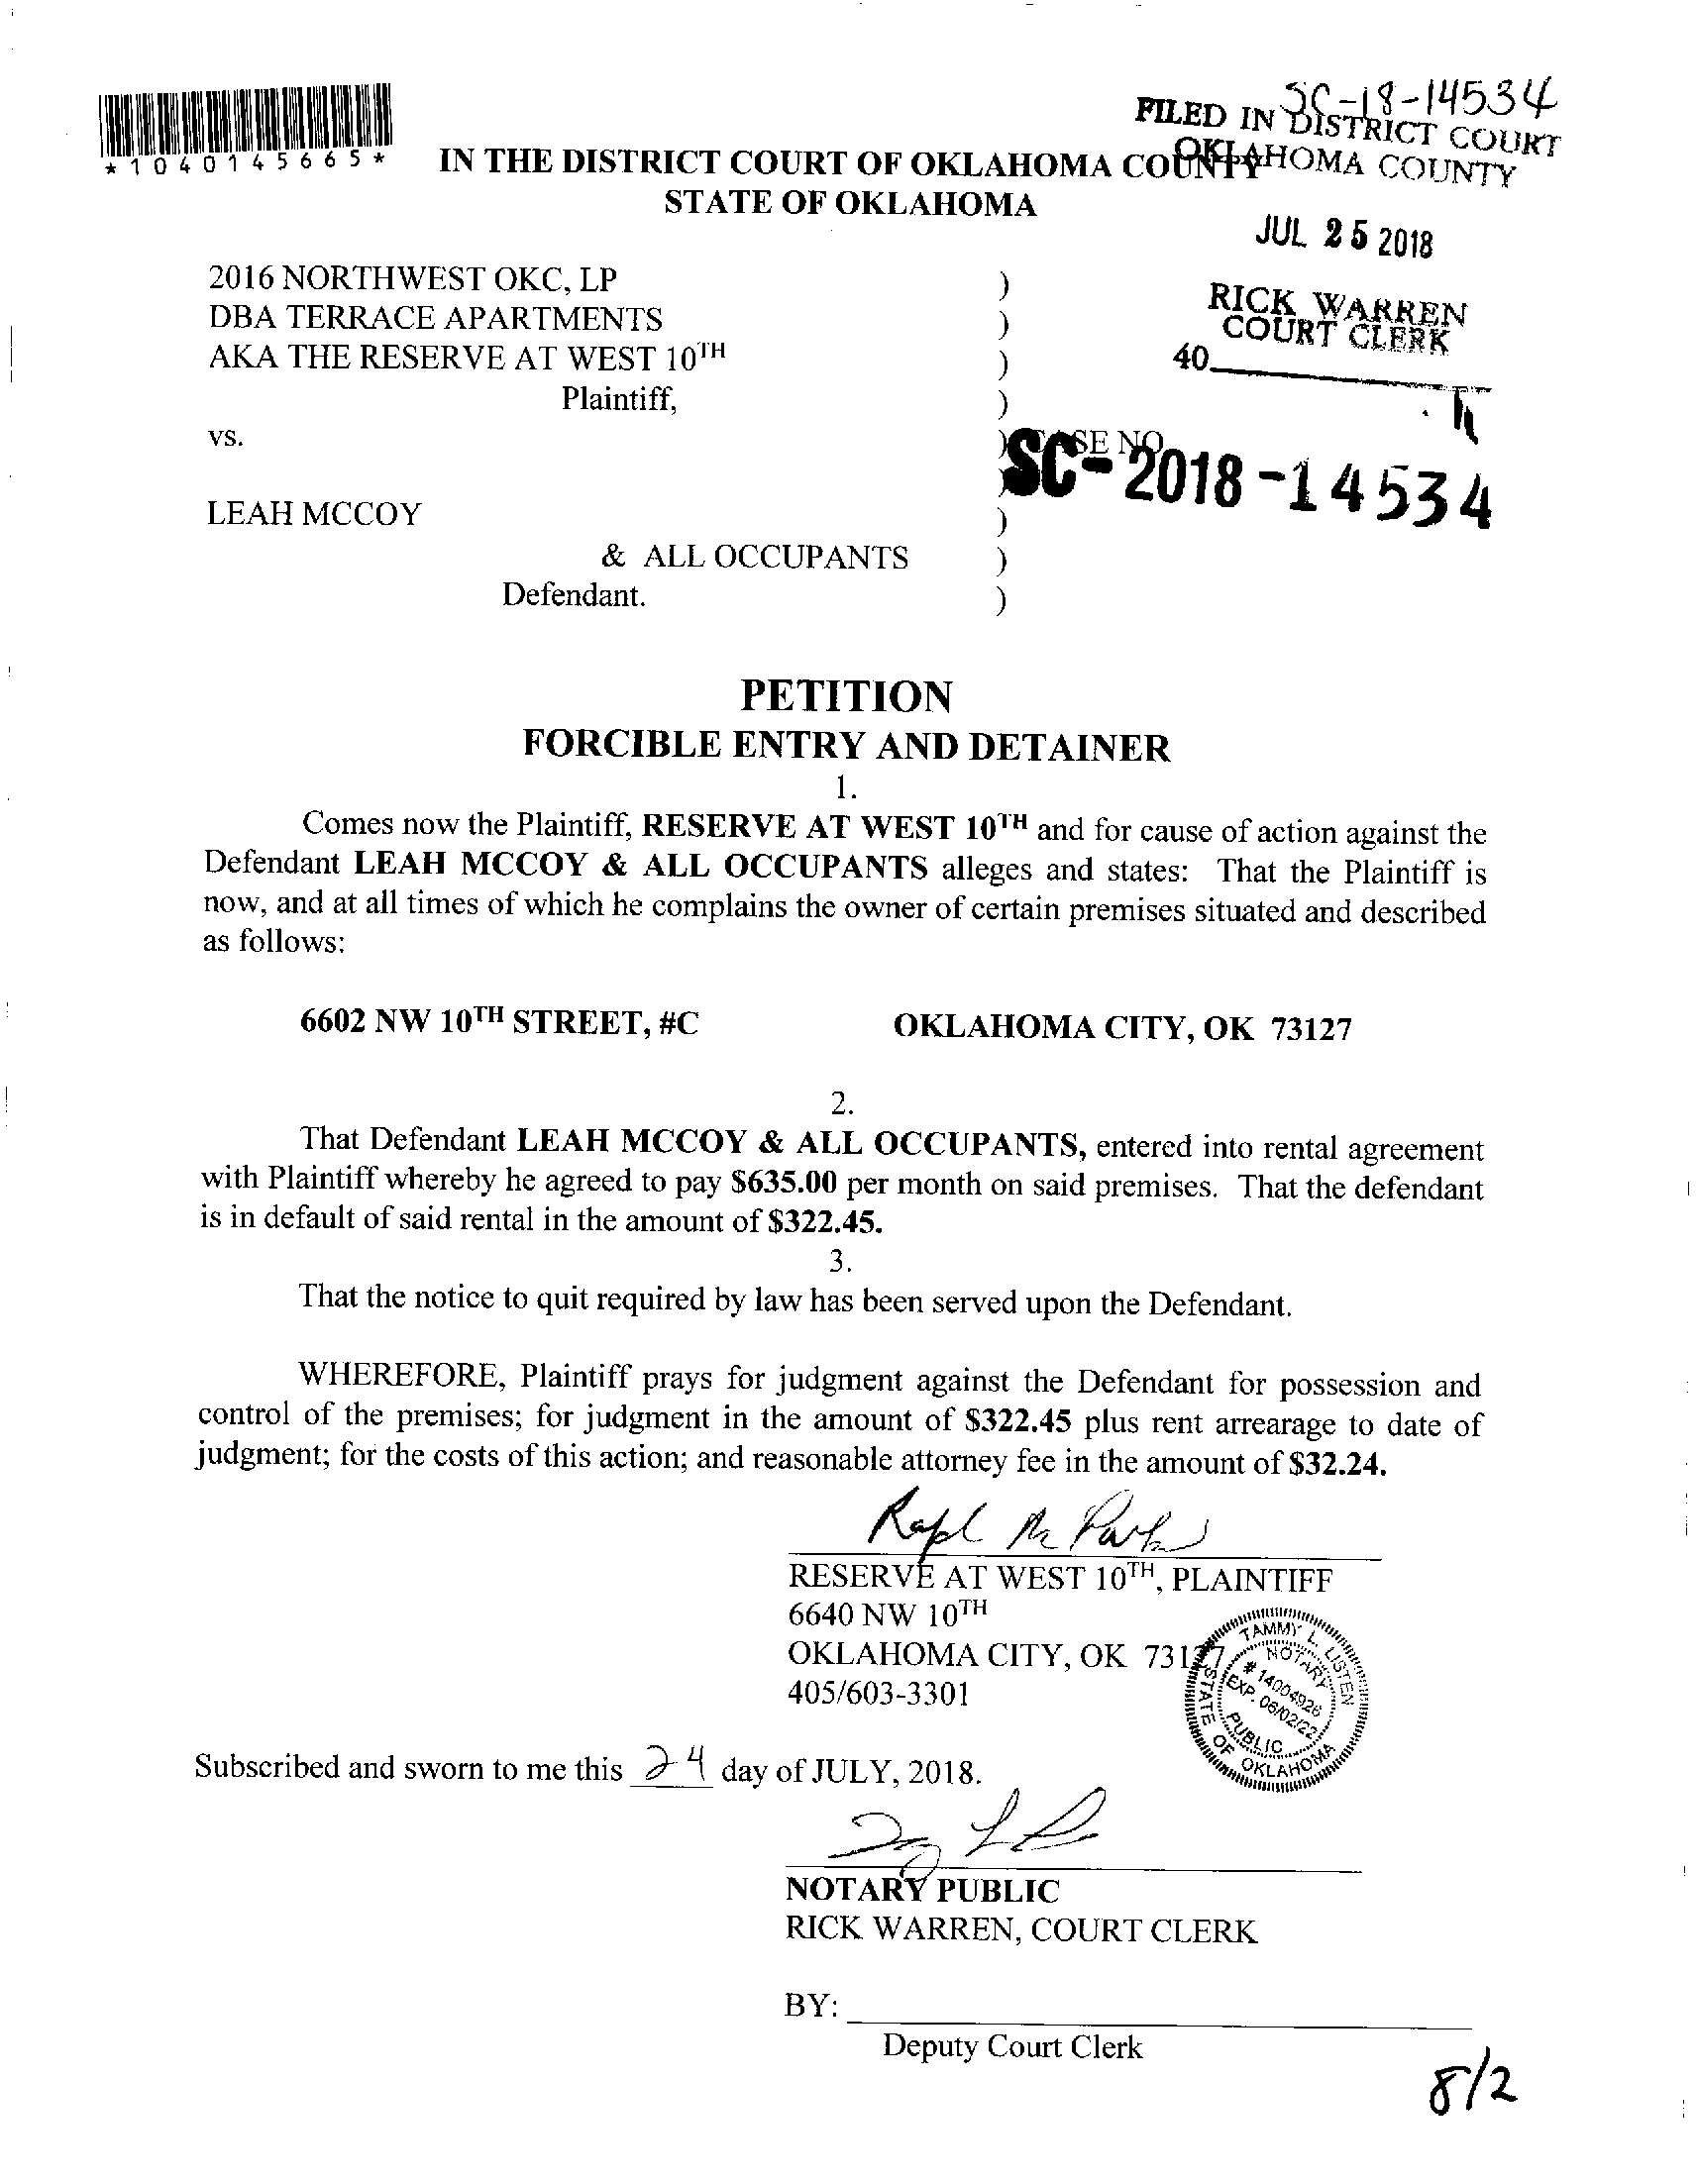 SC-18-14534
FILED IN DISTRICT COURT
OKLAHOMA COUNTY
*1040145665*
IN THE DISTRICT COURT OF OKLAHOMA COUNTY
STATE OF OKLAHOMA
JUL 25 2018
2016 NORTHWEST OKC, LP )
DBA TERRACE APARTMENTS )
AKA THE RESERVE AT WEST 10TH )
RICK WARREN
COURT CLERK
40
Plaintiff, )
vs. ) CASE NO.
SC-2018-14534
LEAH MCCOY )
& ALL OCCUPANTS )
Defendant. )
PETITION
FORCIBLE ENTRY AND DETAINER
1.
Comes now the Plaintiff, RESERVE AT WEST 10TH and for cause of action against the
Defendant LEAH MCCOY & ALL OCCUPANTS alleges and states: That the Plaintiff is
now, and at all times of which he complains the owner of certain premises situated and described
as follows:
6602 NW 10TH STREET, #C OKLAHOMA CITY, OK 73127
2.
That Defendant LEAH MCCOY & ALL OCCUPANTS, entered into rental agreement
with Plaintiff whereby he agreed to pay $635.00 per month on said premises. That the defendant
is in default of said rental in the amount of $322.45.
3.
That the notice to quit required by law has been served upon the Defendant.
WHEREFORE, Plaintiff prays for judgment against the Defendant for possession and
control of the premises; for judgment in the amount of $322.45 plus rent arrearage to date of
judgment; for the costs of this action; and reasonable attorney fee in the amount of $32.24.
RESERVE AT WEST 10TH, PLAINTIFF
6640 NW 10TH
OKLAHOMA CITY, OK 73127
405/603-3301
TAMMY L. LISTEN
NOTARY
# 14004926
EXP. 06/02/22
PUBLIC
STATE OF OKLAHOMA
Subscribed and sworn to me this 24 day of JULY, 2018.
NOTARY PUBLIC
RICK WARREN, COURT CLERK
BY:
Deputy Court Clerk
8/2